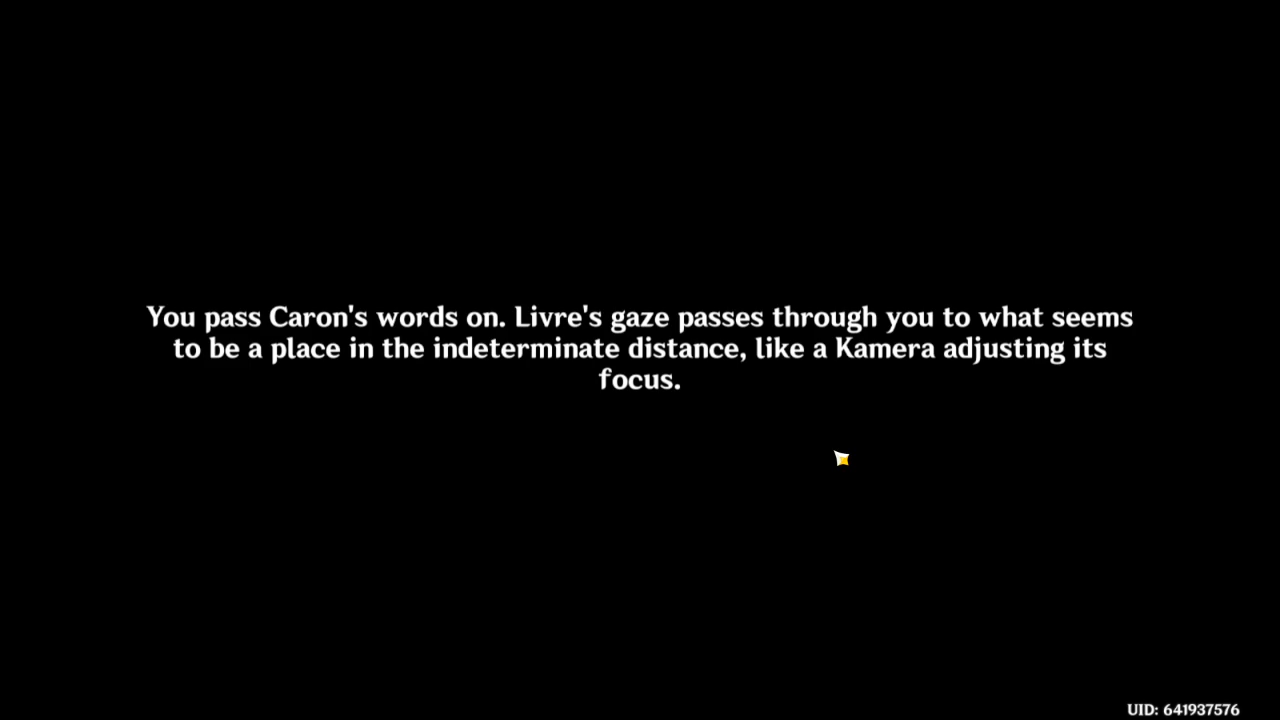 You pass Caron's words on. Livre's gaze passes through you to what seems
to be a place in the indeterminate distance, like a Kamera adjusting its
focus.
UID: 641937576